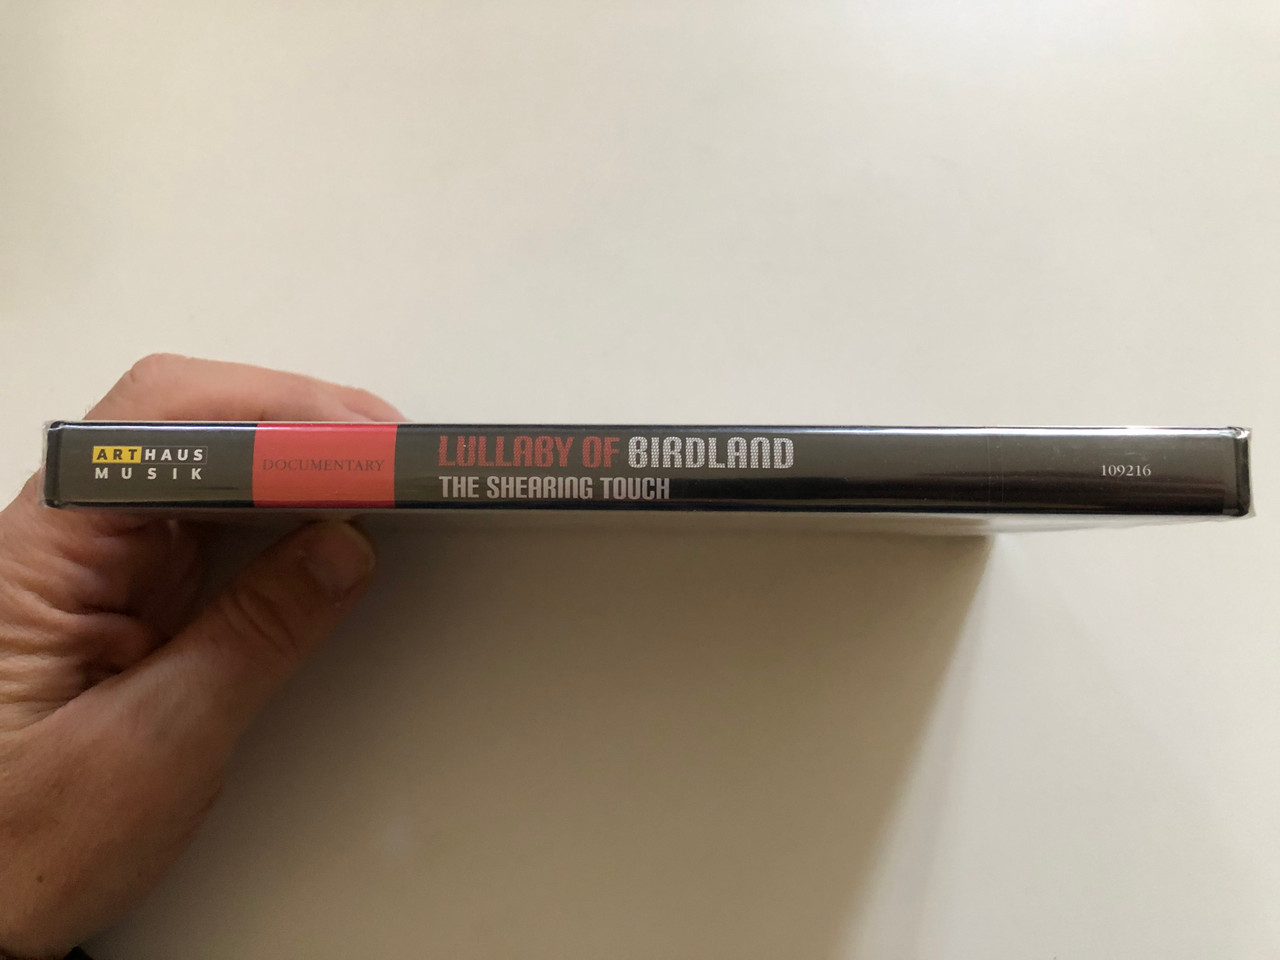 ARTHAUS
MUSIK
DOCUMENTARY
LULLABY OF BIRDLAND
THE SHEARING TOUCH
109216